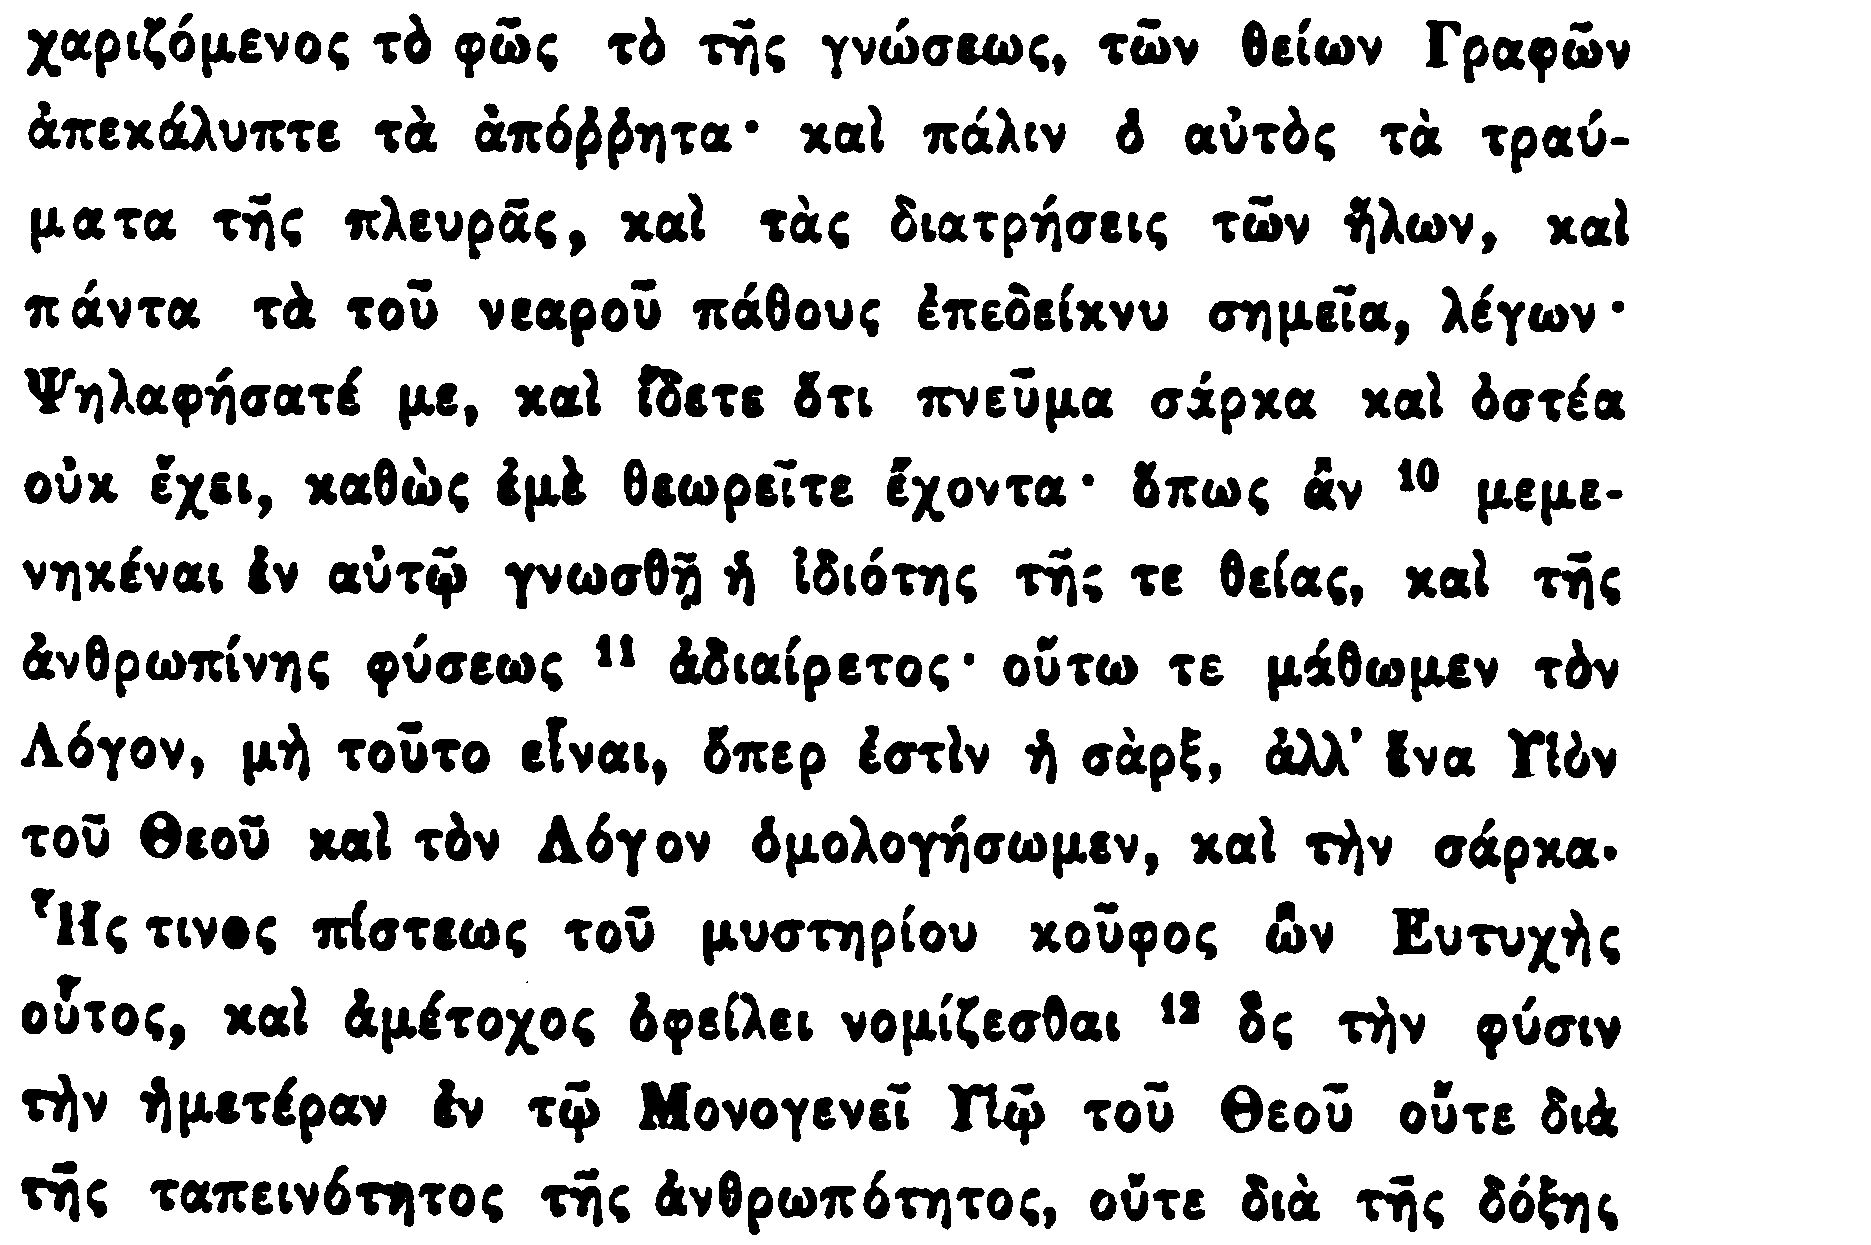 χαριζόμενος τὸ φῶς τὸ τῆς γνώσεως, τῶν θείων Γραφῶν
ἀπεκάλυπτε τὰ ἀπόῤῥητα· καὶ πάλιν ὁ αὐτὸς τὰ τραύ-
ματα τῆς πλευρᾶς, καὶ τὰς διατρήσεις τῶν ἥλων, καὶ
πάντα τὰ τοῦ νεαροῦ πάθους ἐπεδείκνυ σημεῖα, λέγων·
Ψηλαφήσατέ με, καὶ ἴδετε ὅτι πνεῦμα σάρκα καὶ ὀστέα
οὐκ ἔχει, καθὼς ἐμὲ θεωρεῖτε ἔχοντα· ὅπως ἂν 10 μεμε-
νηκέναι ἐν αὐτῷ γνωσθῇ ἡ ἰδιότης τῆς τε θείας, καὶ τῆς
ἀνθρωπίνης φύσεως 11 ἀδιαίρετος· οὕτω τε μάθωμεν τὸν
Λόγον, μὴ τοῦτο εἶναι, ὅπερ ἐστὶν ἡ σὰρξ, ἀλλ' ἕνα Υἱὸν
τοῦ Θεοῦ καὶ τὸν Λόγον ὁμολογήσωμεν, καὶ τὴν σάρκα·
Ἧς τινος πίστεως τοῦ μυστηρίου κοῦφος ὢν Εὐτυχὴς
οὗτος, καὶ ἀμέτοχος ὀφείλει νομίζεσθαι 12 ὃς τὴν φύσιν
τὴν ἡμετέραν ἐν τῷ Μονογενεῖ Υἱῷ τοῦ Θεοῦ οὔτε διὰ
τῆς ταπεινότητος τῆς ἀνθρωπότητος, οὔτε διὰ τῆς δόξης